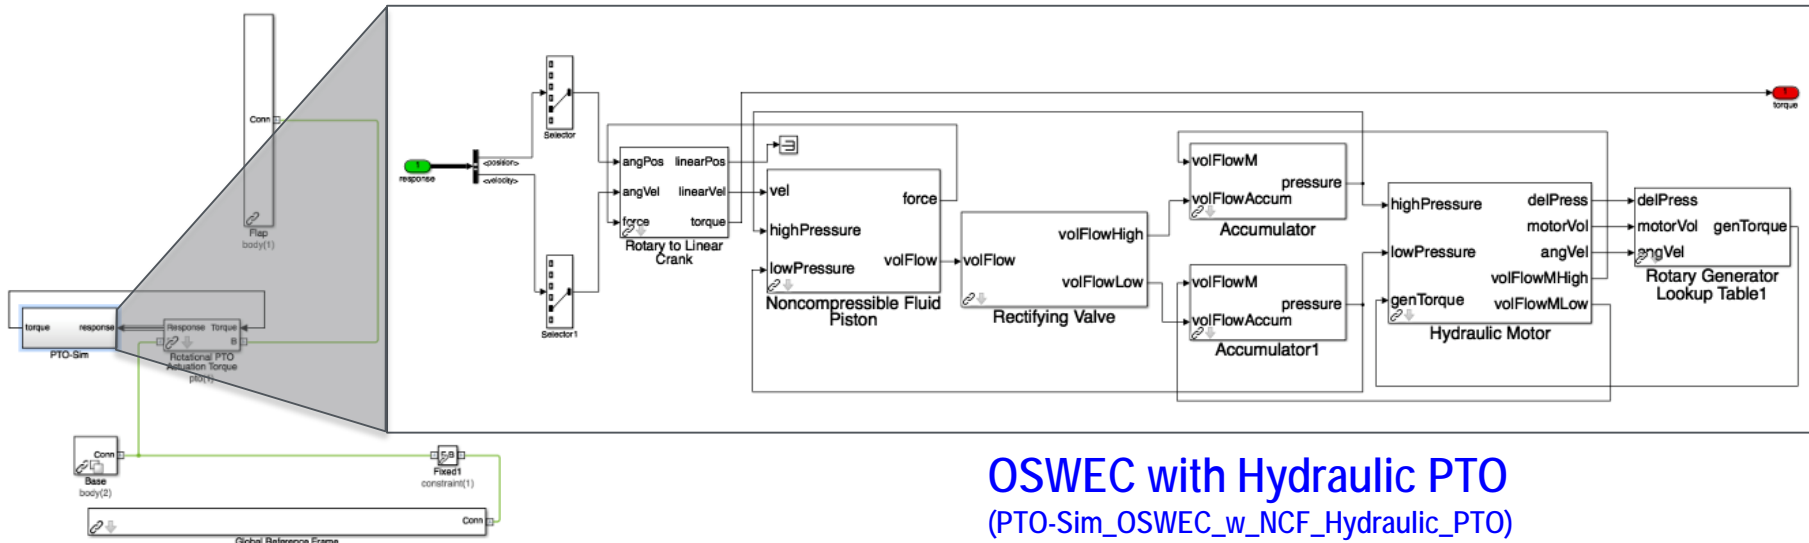 Conn
Flap
body(1)
torque
response
PTO-Sim
Response
Torque
B
Rotational PTO
Actuation Torque
pto(1)
Conn
Base
body(2)
Fixed1
constraint(1)
Conn
Global Reference Frame
1
response
<position>
<velocity>
Selector
Selector1
angPos
linearPos
angVel
linearVel
force
torque
Rotary to Linear
Crank
vel
force
highPressure
lowPressure
volFlow
Noncompressible Fluid
Piston
volFlow
volFlowHigh
volFlowLow
Rectifying Valve
volFlowM
pressure
volFlowAccum
Accumulator
volFlowM
pressure
volFlowAccum
Accumulator1
highPressure
delPress
motorVol
lowPressure
angVel
volFlowMHigh
genTorque
volFlowMLow
Hydraulic Motor
delPress
motorVol
genTorque
angVel
Rotary Generator
Lookup Table1
1
torque
OSWEC with Hydraulic PTO
(PTO-Sim_OSWEC_w_NCF_Hydraulic_PTO)